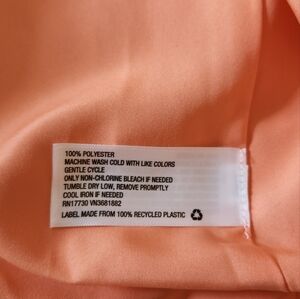 100% POLYESTER
MACHINE WASH COLD WITH LIKE COLORS
GENTLE CYCLE
ONLY NON-CHLORINE BLEACH IF NEEDED
TUMBLE DRY LOW, REMOVE PROMPTLY
COOL IRON IF NEEDED
RN17730 VN3681882
LABEL MADE FROM 100% RECYCLED PLASTIC